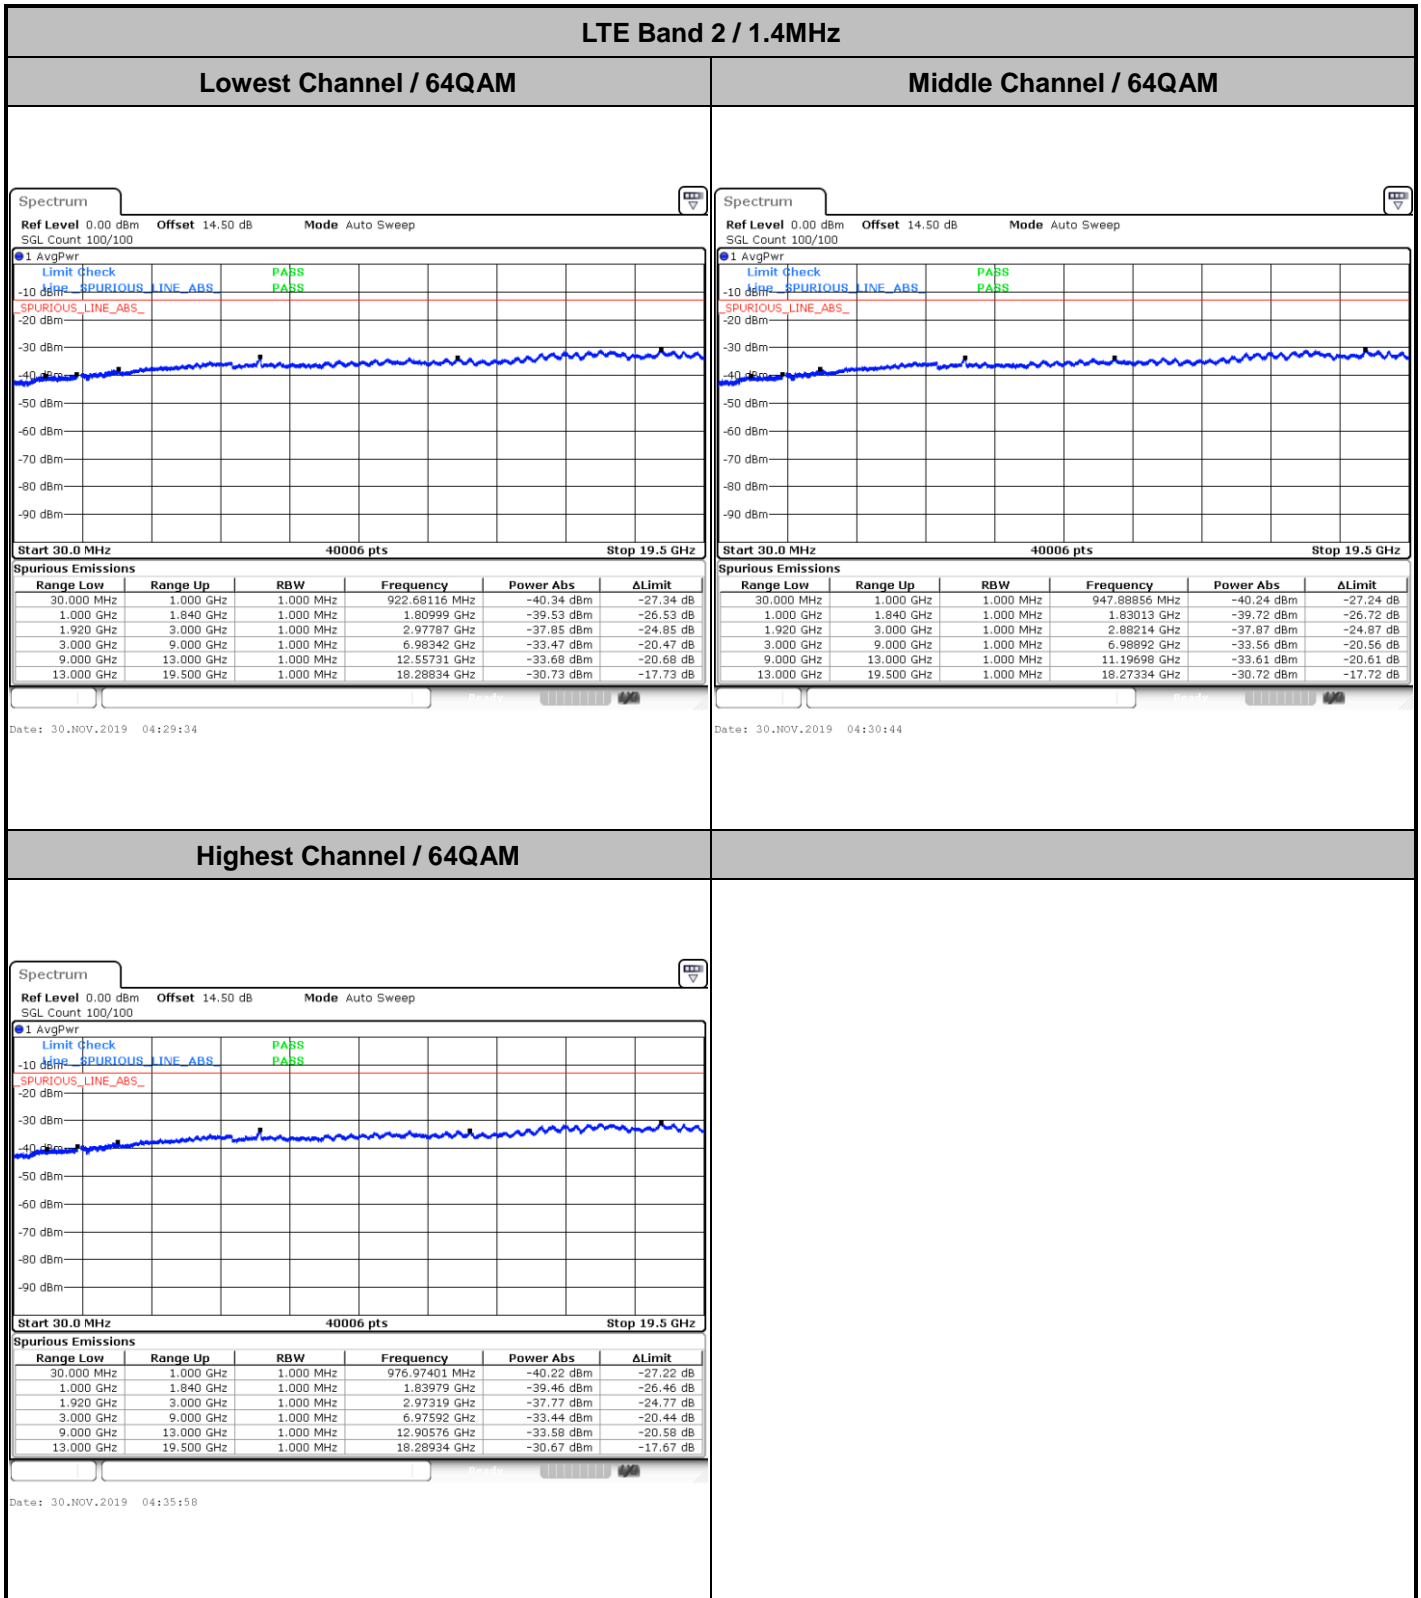 LTE Band 2 / 1.4MHz
Lowest Channel / 64QAM
Middle Channel / 64QAM
Spectrum
Ref Level 0.00 dBm Offset 14.50 dB Mode Auto Sweep
SGL Count 100/100
1 AvgPwr
Limit Check PASS
Line _SPURIOUS_LINE_ABS_ PASS
-10 dBm
_SPURIOUS_LINE_ABS_
-20 dBm
-30 dBm
-40 dBm
-50 dBm
-60 dBm
-70 dBm
-80 dBm
-90 dBm
Start 30.0 MHz 40006 pts Stop 19.5 GHz
Spurious Emissions
Range Low Range Up RBW Frequency Power Abs ΔLimit
30.000 MHz 1.000 GHz 1.000 MHz 922.68116 MHz -40.34 dBm -27.34 dB
1.000 GHz 1.840 GHz 1.000 MHz 1.80999 GHz -39.53 dBm -26.53 dB
1.920 GHz 3.000 GHz 1.000 MHz 2.97787 GHz -37.85 dBm -24.85 dB
3.000 GHz 9.000 GHz 1.000 MHz 6.98342 GHz -33.47 dBm -20.47 dB
9.000 GHz 13.000 GHz 1.000 MHz 12.55731 GHz -33.68 dBm -20.68 dB
13.000 GHz 19.500 GHz 1.000 MHz 18.28834 GHz -30.73 dBm -17.73 dB
Date: 30.NOV.2019 04:29:34
Spectrum
Ref Level 0.00 dBm Offset 14.50 dB Mode Auto Sweep
SGL Count 100/100
1 AvgPwr
Limit Check PASS
Line _SPURIOUS_LINE_ABS_ PASS
-10 dBm
_SPURIOUS_LINE_ABS_
-20 dBm
-30 dBm
-40 dBm
-50 dBm
-60 dBm
-70 dBm
-80 dBm
-90 dBm
Start 30.0 MHz 40006 pts Stop 19.5 GHz
Spurious Emissions
Range Low Range Up RBW Frequency Power Abs ΔLimit
30.000 MHz 1.000 GHz 1.000 MHz 947.88856 MHz -40.24 dBm -27.24 dB
1.000 GHz 1.840 GHz 1.000 MHz 1.83013 GHz -39.72 dBm -26.72 dB
1.920 GHz 3.000 GHz 1.000 MHz 2.88214 GHz -37.87 dBm -24.87 dB
3.000 GHz 9.000 GHz 1.000 MHz 6.98892 GHz -33.56 dBm -20.56 dB
9.000 GHz 13.000 GHz 1.000 MHz 11.19698 GHz -33.61 dBm -20.61 dB
13.000 GHz 19.500 GHz 1.000 MHz 18.27334 GHz -30.72 dBm -17.72 dB
Date: 30.NOV.2019 04:30:44
Highest Channel / 64QAM
Spectrum
Ref Level 0.00 dBm Offset 14.50 dB Mode Auto Sweep
SGL Count 100/100
1 AvgPwr
Limit Check PASS
Line _SPURIOUS_LINE_ABS_ PASS
-10 dBm
_SPURIOUS_LINE_ABS_
-20 dBm
-30 dBm
-40 dBm
-50 dBm
-60 dBm
-70 dBm
-80 dBm
-90 dBm
Start 30.0 MHz 40006 pts Stop 19.5 GHz
Spurious Emissions
Range Low Range Up RBW Frequency Power Abs ΔLimit
30.000 MHz 1.000 GHz 1.000 MHz 976.97401 MHz -40.22 dBm -27.22 dB
1.000 GHz 1.840 GHz 1.000 MHz 1.83979 GHz -39.46 dBm -26.46 dB
1.920 GHz 3.000 GHz 1.000 MHz 2.97319 GHz -37.77 dBm -24.77 dB
3.000 GHz 9.000 GHz 1.000 MHz 6.97592 GHz -33.44 dBm -20.44 dB
9.000 GHz 13.000 GHz 1.000 MHz 12.90576 GHz -33.58 dBm -20.58 dB
13.000 GHz 19.500 GHz 1.000 MHz 18.28934 GHz -30.67 dBm -17.67 dB
Date: 30.NOV.2019 04:35:58